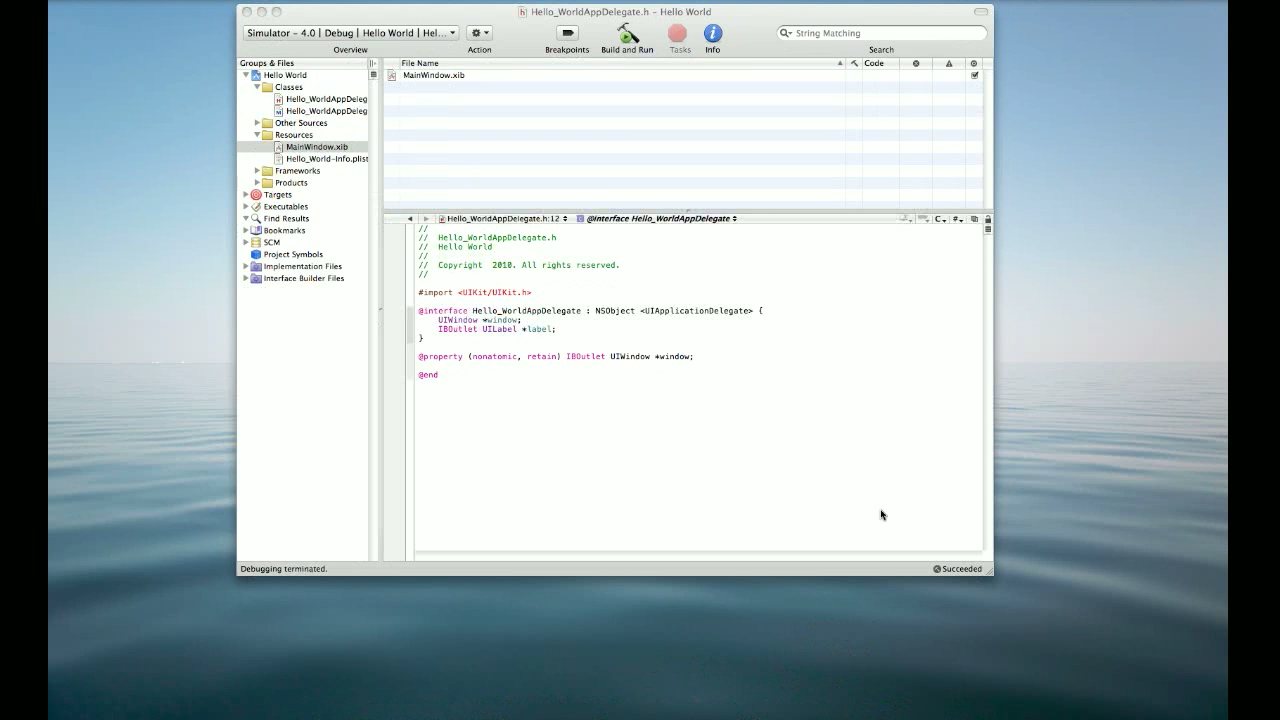 Hello_WorldAppDelegate.h - Hello World
Simulator - 4.0 | Debug | Hello World | Hel...
String Matching
Overview
Action
Breakpoints
Build and Run
Tasks
Info
Search
Groups & Files
File Name
Code
Hello World
MainWindow.xib
Classes
Hello_WorldAppDeleg
Hello_WorldAppDeleg
Other Sources
Resources
MainWindow.xib
Hello_World-Info.plist
Frameworks
Products
Targets
Executables
Find Results
Bookmarks
SCM
Project Symbols
Implementation Files
Interface Builder Files
Hello_WorldAppDelegate.h:12
@interface Hello_WorldAppDelegate
C
#
//
// Hello_WorldAppDelegate.h
// Hello World
//
// Copyright 2010. All rights reserved.
//
#import <UIKit/UIKit.h>
@interface Hello_WorldAppDelegate : NSObject <UIApplicationDelegate> {
UIWindow *window;
IBOutlet UILabel *label;
}
@property (nonatomic, retain) IBOutlet UIWindow *window;
@end
Debugging terminated.
Succeeded